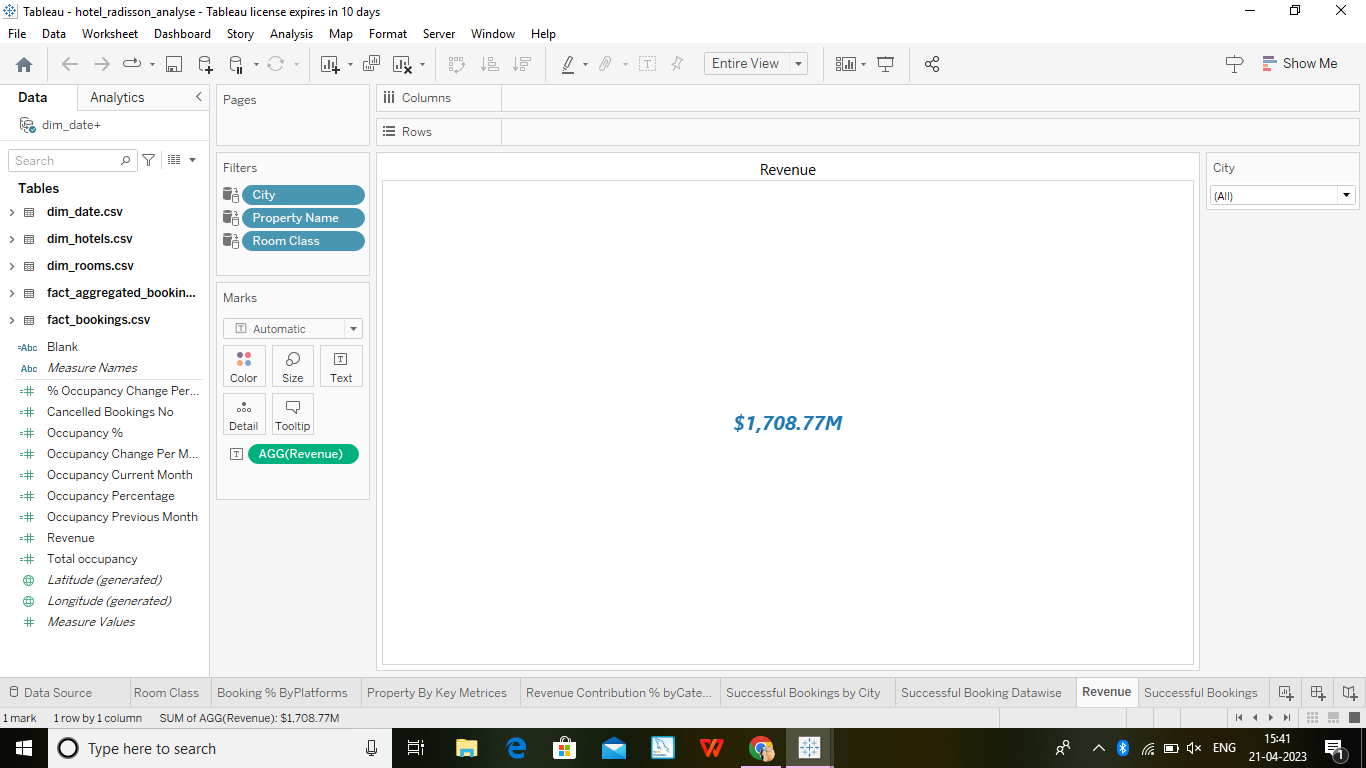 Tableau - hotel_radisson_analyse - Tableau license expires in 10 days
File Data Worksheet Dashboard Story Analysis Map Format Server Window Help
Entire View
Show Me
Data Analytics
dim_date+
Search
Tables
dim_date.csv
dim_hotels.csv
dim_rooms.csv
fact_aggregated_bookin...
fact_bookings.csv
=Abc Blank
Abc Measure Names
% Occupancy Change Per...
Cancelled Bookings No
Occupancy %
Occupancy Change Per M...
Occupancy Current Month
Occupancy Percentage
Occupancy Previous Month
Revenue
Total occupancy
Latitude (generated)
Longitude (generated)
Measure Values
Pages
Filters
City
Property Name
Room Class
Marks
T Automatic
Color Size Text
Detail Tooltip
T AGG(Revenue)
Columns
Rows
Revenue
$1,708.77M
City
(All)
Data Source Room Class Booking % ByPlatforms Property By Key Metrices Revenue Contribution % byCate... Successful Bookings by City Successful Booking Datawise Revenue Successful Bookings
1 mark 1 row by 1 column SUM of AGG(Revenue): $1,708.77M
Type here to search
ENG
15:41
21-04-2023
1